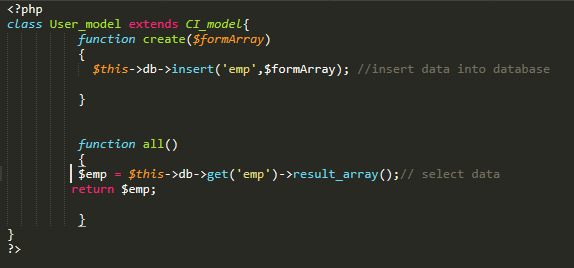 <?php
class User_model extends CI_model{
function create($formArray)
{
$this->db->insert('emp',$formArray); //insert data into database
}
function all()
{
$emp = $this->db->get('emp')->result_array();// select data
return $emp;
}
}
?>